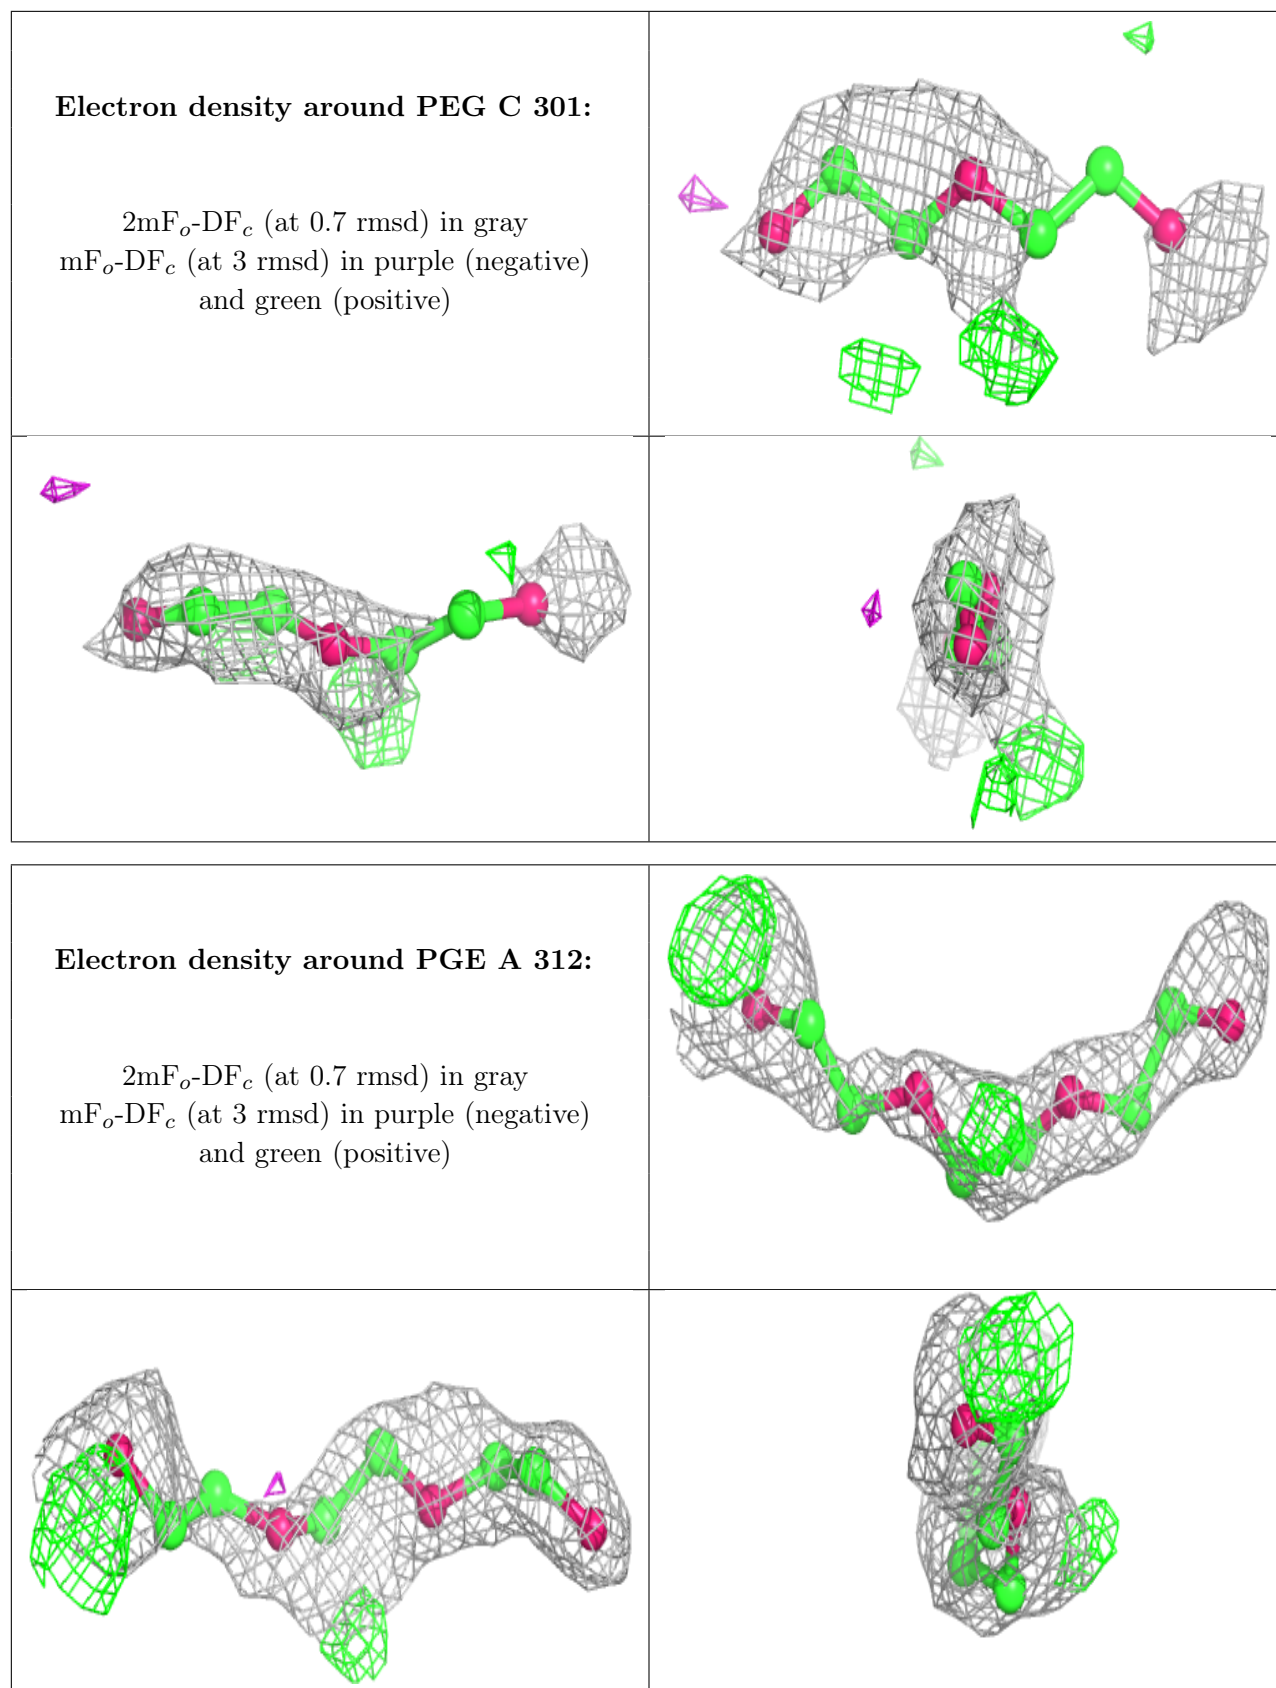 Electron density around PEG C 301:
2mFo-DFc (at 0.7 rmsd) in gray
mFo-DFc (at 3 rmsd) in purple (negative)
and green (positive)
Electron density around PGE A 312:
2mFo-DFc (at 0.7 rmsd) in gray
mFo-DFc (at 3 rmsd) in purple (negative)
and green (positive)